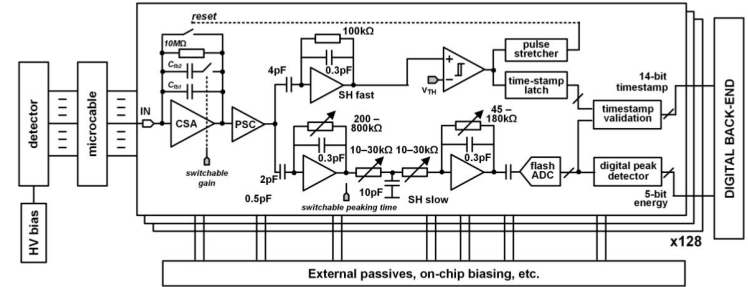 reset
100kΩ
10MΩ
Cfb2
Cfb1
IN
CSA
PSC
switchable
gain
4pF
0.3pF
SH fast
VTH
pulse
stretcher
time-stamp
latch
14-bit
timestamp
timestamp
validation
detector
microcable
HV bias
200 –
800kΩ
0.3pF
2pF
0.5pF
10–30kΩ
10–30kΩ
10pF
switchable peaking time
SH slow
45 –
180kΩ
0.3pF
flash
ADC
digital peak
detector
5-bit
energy
DIGITAL BACK-END
x128
External passives, on-chip biasing, etc.